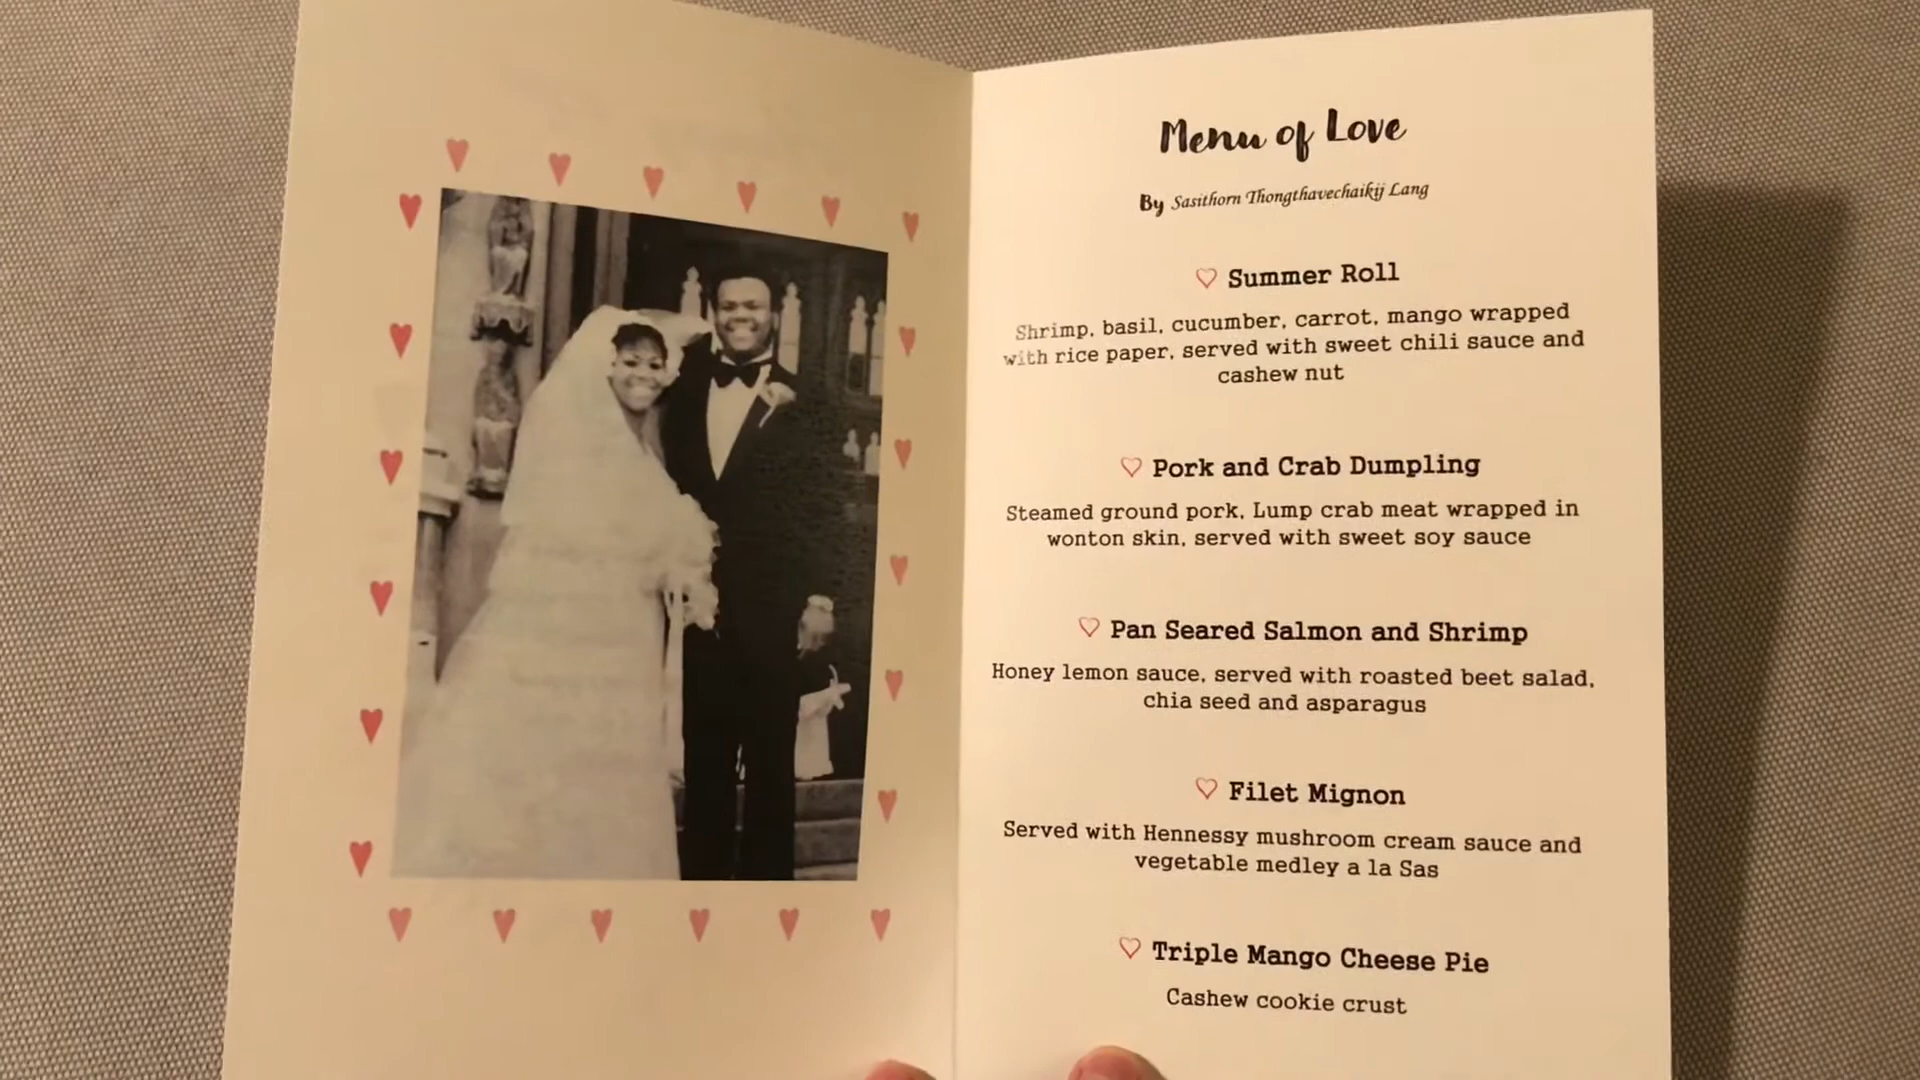 Menu of Love
By Sasithorn Thongthavechaikij Lang
Summer Roll
Shrimp, basil, cucumber, carrot, mango wrapped
with rice paper, served with sweet chili sauce and
cashew nut
Pork and Crab Dumpling
Steamed ground pork, Lump crab meat wrapped in
wonton skin, served with sweet soy sauce
Pan Seared Salmon and Shrimp
Honey lemon sauce, served with roasted beet salad,
chia seed and asparagus
Filet Mignon
Served with Hennessy mushroom cream sauce and
vegetable medley a la Sas
Triple Mango Cheese Pie
Cashew cookie crust